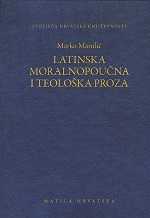 STOLJEĆA HRVATSKE KNJIŽEVNOSTI
Marko Marulić
LATINSKA
MORALNOPOUČNA
I TEOLOŠKA PROZA
MATICA HRVATSKA